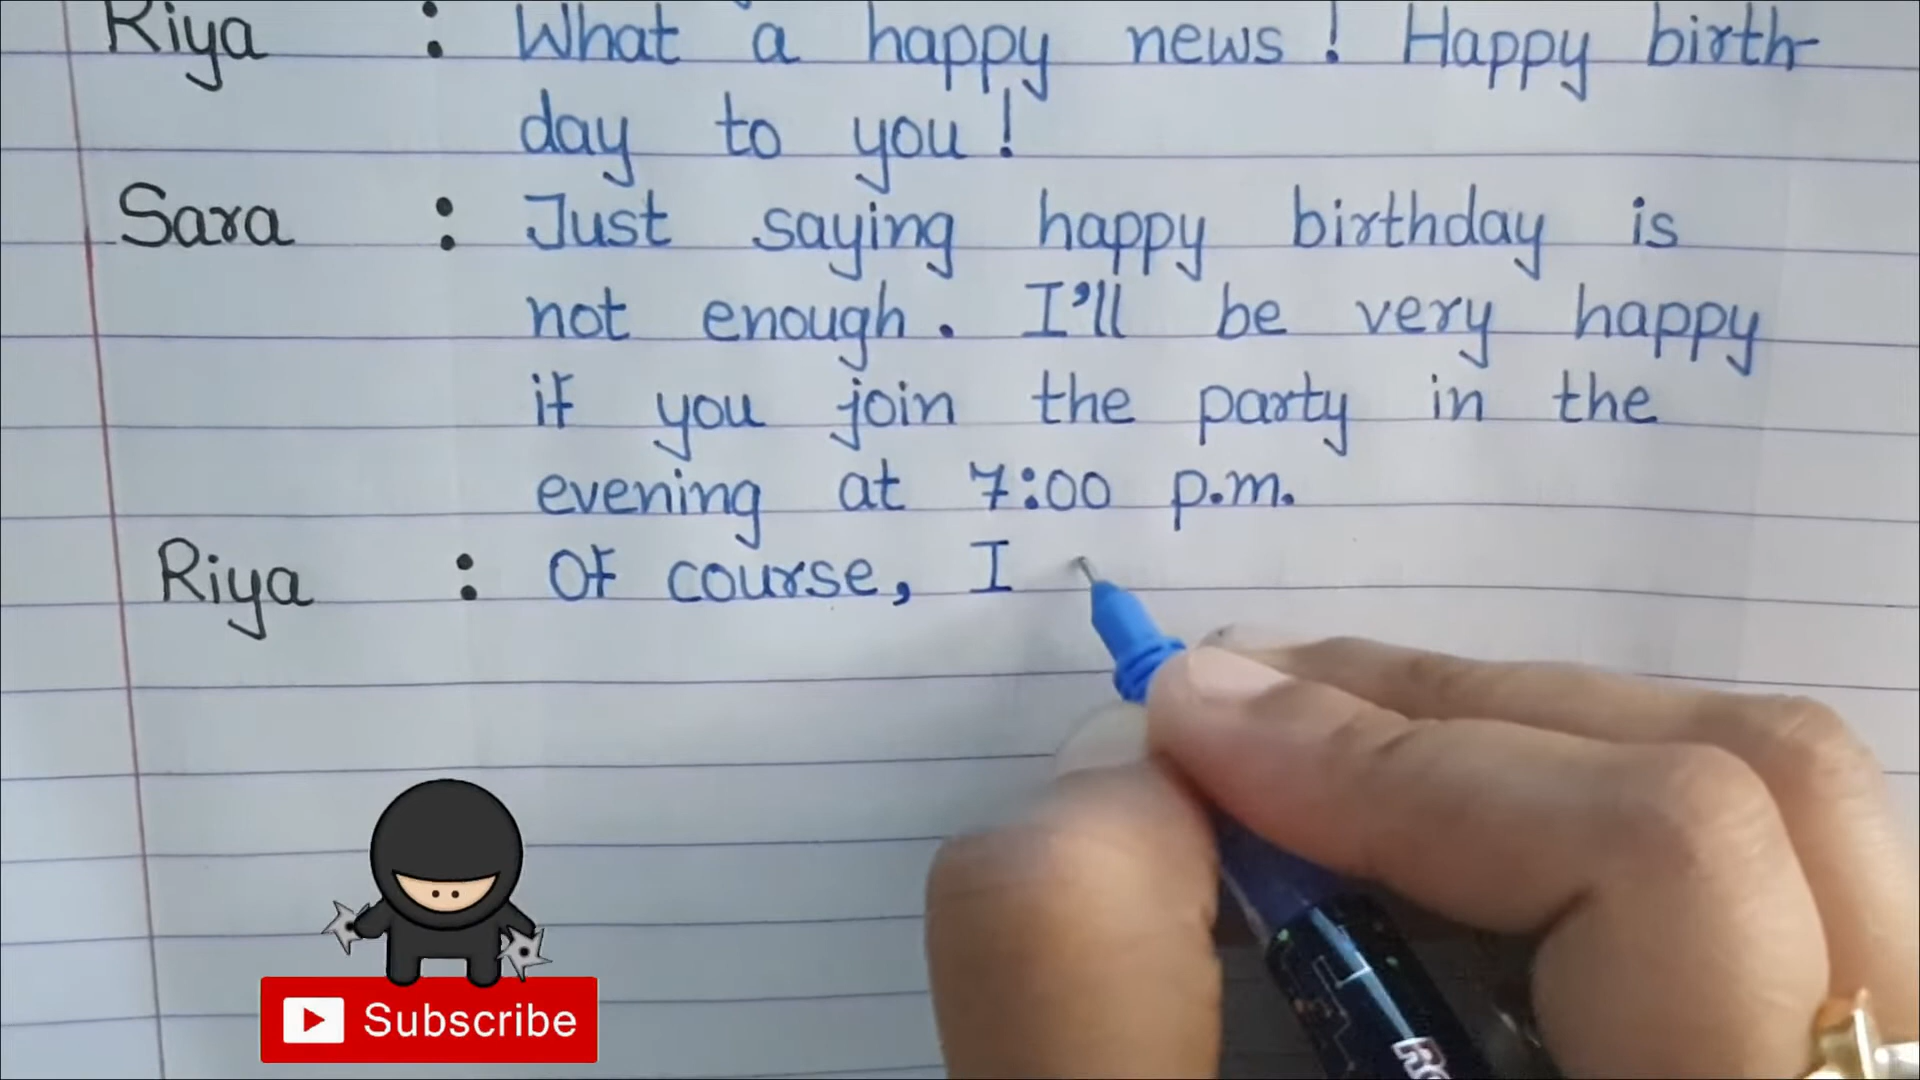 Riya : What a happy news! Happy birth-
day to you!
Sara : Just saying happy birthday is
not enough. I'll be very happy
if you join the party in the
evening at 7:00 p.m.
Riya : Of course, I
Subscribe